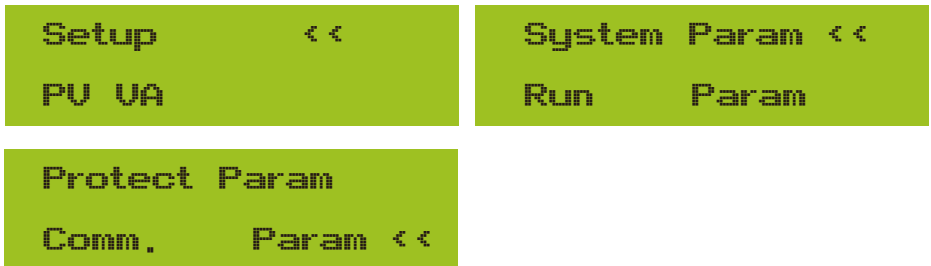 Setup <<
PV VA
System Param <<
Run Param
Protect Param
Comm. Param <<